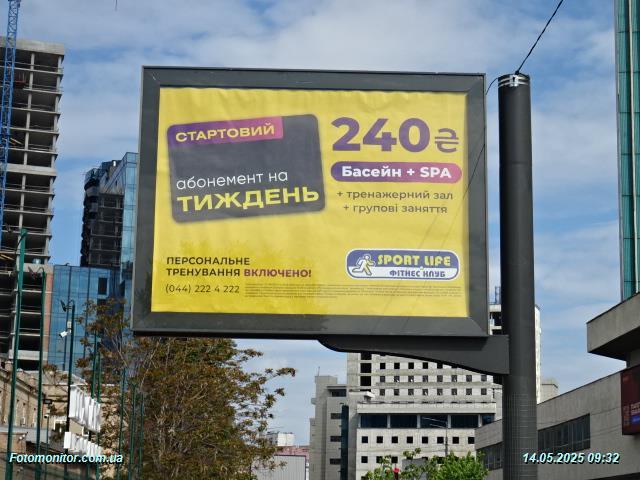 СТАРТОВИЙ
абонемент на
ТИЖДЕНЬ
240₴
Басейн + SPA
+ тренажерний зал
+ групові заняття
ПЕРСОНАЛЬНЕ
ТРЕНУВАННЯ ВКЛЮЧЕНО!
(044) 222 4 222
SPORT LIFE
ФІТНЕС КЛУБ
Fotomonitor.com.ua
14.05.2025 09:32